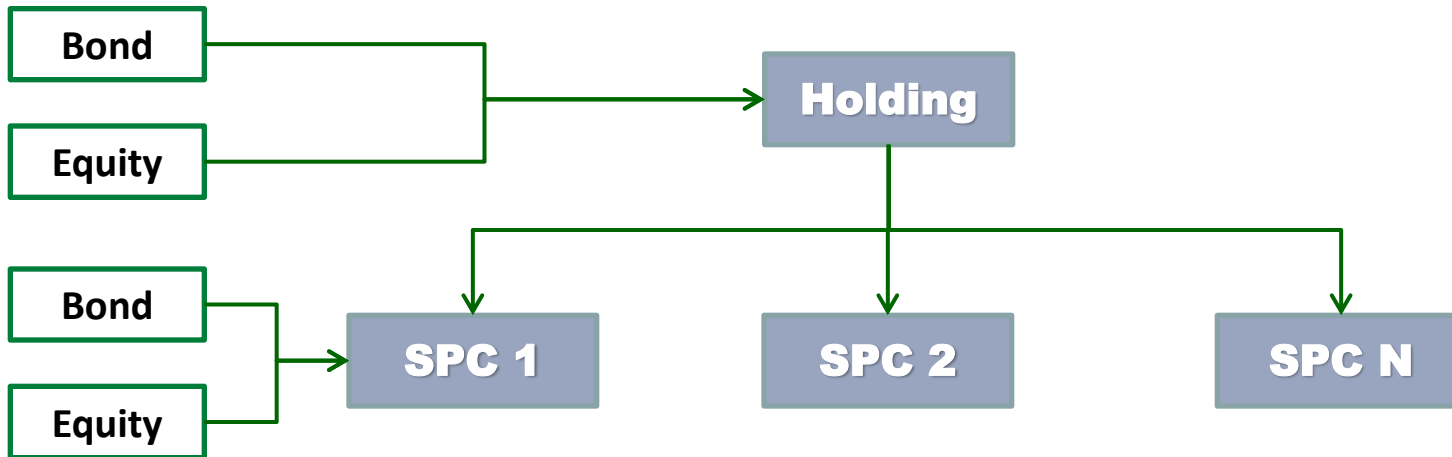 Bond
Holding
Equity
Bond
SPC 1
SPC 2
SPC N
Equity